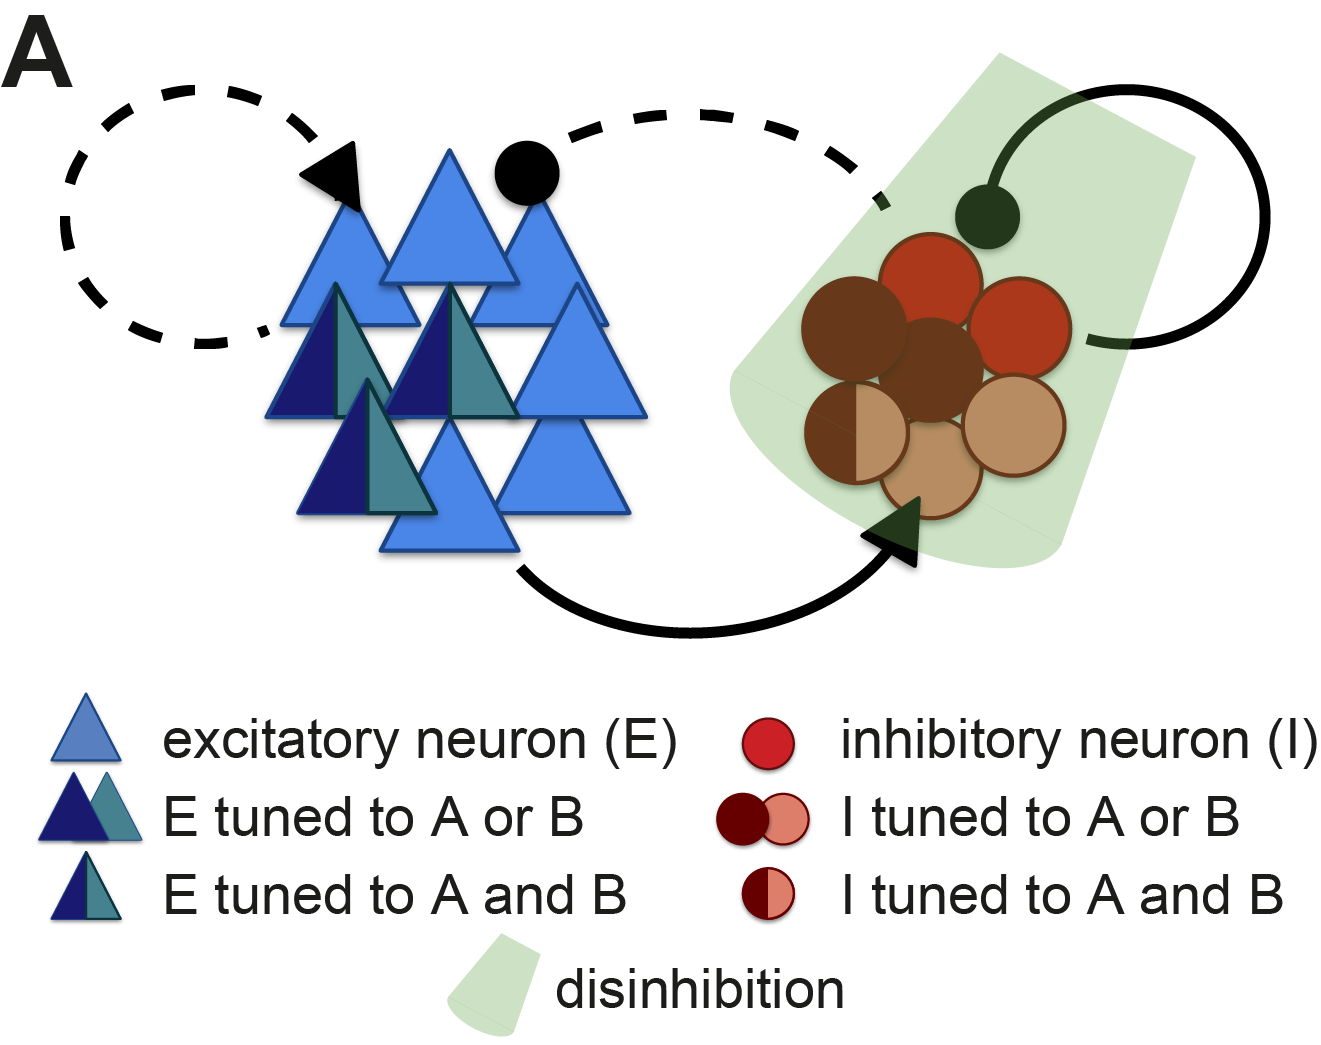 A
excitatory neuron (E)
inhibitory neuron (I)
E tuned to A or B
I tuned to A or B
E tuned to A and B
I tuned to A and B
disinhibition